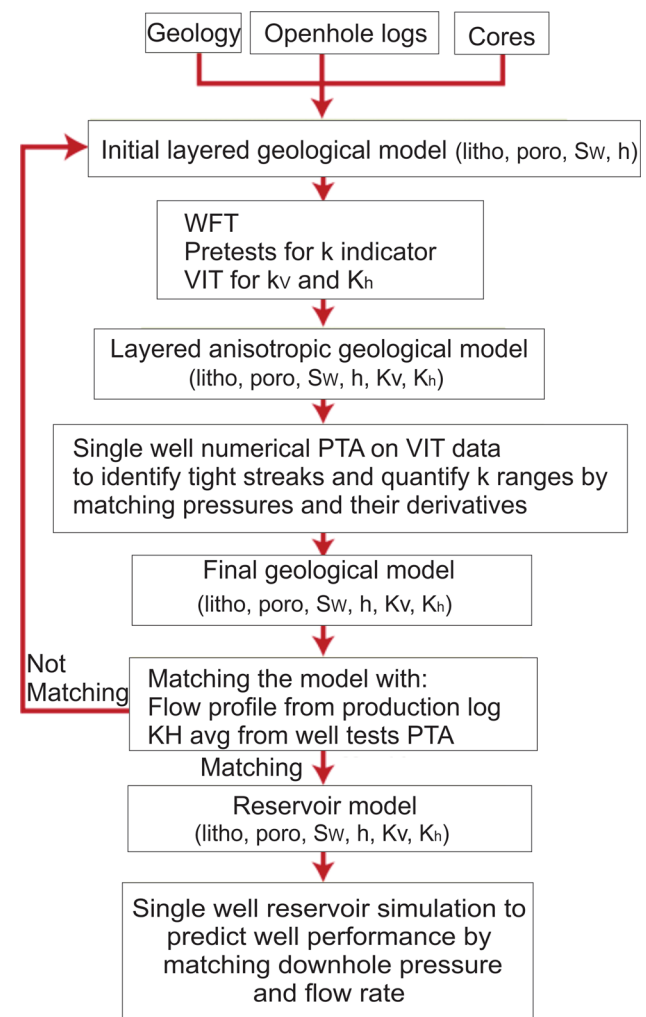 Geology
Openhole logs
Cores
Initial layered geological model (litho, poro, Sw, h)
WFT
Pretests for k indicator
VIT for kv and Kh
Layered anisotropic geological model
(litho, poro, Sw, h, Kv, Kh)
Single well numerical PTA on VIT data
to identify tight streaks and quantify k ranges by
matching pressures and their derivatives
Final geological model
(litho, poro, Sw, h, Kv, Kh)
Not
Matching
Matching the model with:
Flow profile from production log
KH avg from well tests PTA
Matching
Reservoir model
(litho, poro, Sw, h, Kv, Kh)
Single well reservoir simulation to
predict well performance by
matching downhole pressure
and flow rate